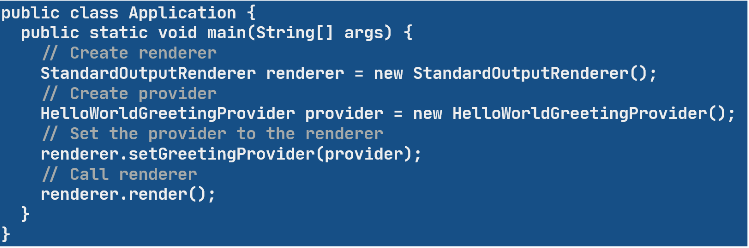 public class Application {
  public static void main(String[] args) {
    // Create renderer
    StandardOutputRenderer renderer = new StandardOutputRenderer();
    // Create provider
    HelloWorldGreetingProvider provider = new HelloWorldGreetingProvider();
    // Set the provider to the renderer
    renderer.setGreetingProvider(provider);
    // Call renderer
    renderer.render();
  }
}